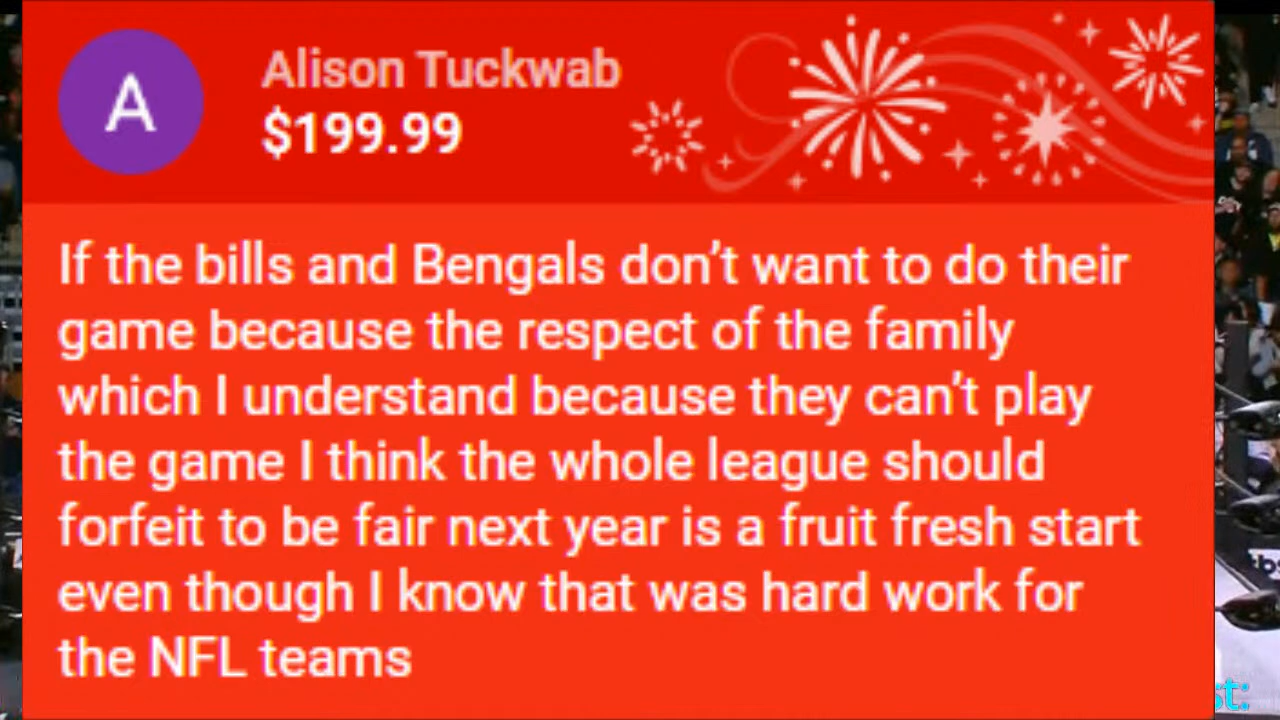 A
Alison Tuckwab
$199.99
If the bills and Bengals don’t want to do their
game because the respect of the family
which I understand because they can’t play
the game I think the whole league should
forfeit to be fair next year is a fruit fresh start
even though I know that was hard work for
the NFL teams